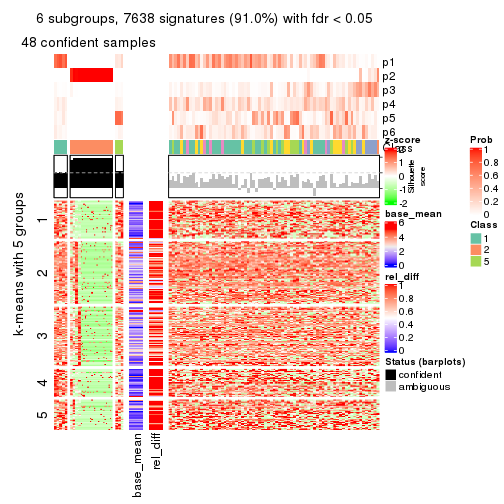 6 subgroups, 7638 signatures (91.0%) with fdr < 0.05
48 confident samples
p1
p2
p3
p4
p5
p6
Class
Silhouette
score
k-means with 5 groups
1
2
3
4
5
base_mean
rel_diff
z-score
2
1
0
-1
-2
base_mean
6
4
2
0
rel_diff
1
0.8
0.6
0.4
0.2
0
Status (barplots)
confident
ambiguous
Prob
1
0.8
0.6
0.4
0.2
0
Class
1
2
5